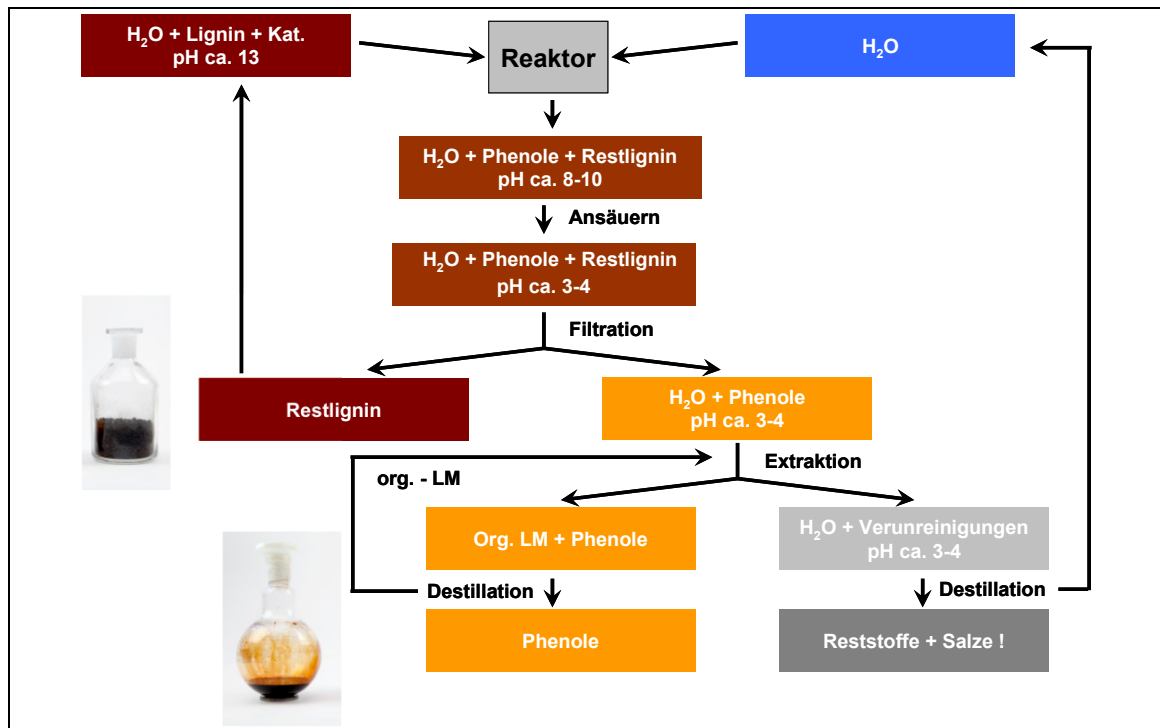 H₂O + Lignin + Kat.
pH ca. 13
Reaktor
H₂O
H₂O + Phenole + Restlignin
pH ca. 8-10
Ansäuern
H₂O + Phenole + Restlignin
pH ca. 3-4
Filtration
Restlignin
H₂O + Phenole
pH ca. 3-4
org. - LM
Extraktion
Org. LM + Phenole
H₂O + Verunreinigungen
pH ca. 3-4
Destillation
Destillation
Phenole
Reststoffe + Salze !